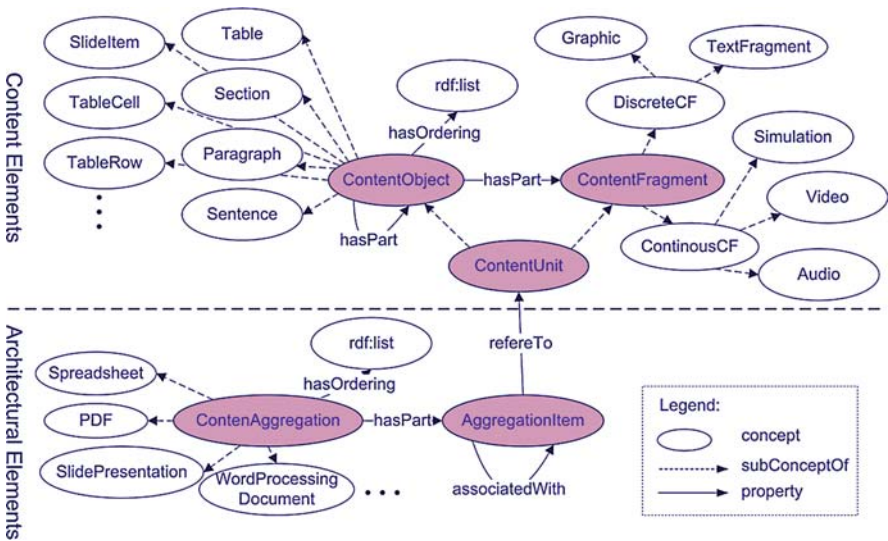 Content Elements
SlideItem
Table
TableCell
Section
TableRow
Paragraph
Sentence
rdf:list
hasOrdering
ContentObject
hasPart
hasPart
ContentFragment
Graphic
TextFragment
DiscreteCF
Simulation
Video
ContinousCF
Audio
ContentUnit
Architectural Elements
refereTo
rdf:list
hasOrdering
Spreadsheet
PDF
SlidePresentation
WordProcessing
Document
ContenAggregation
hasPart
AggregationItem
associatedWith
Legend:
concept
subConceptOf
property